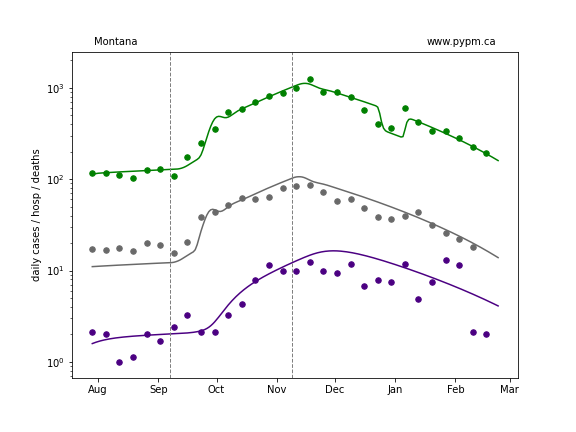 Montana
www.pypm.ca
daily cases / hosp / deaths
10³
10²
10¹
10⁰
Aug Sep Oct Nov Dec Jan Feb Mar